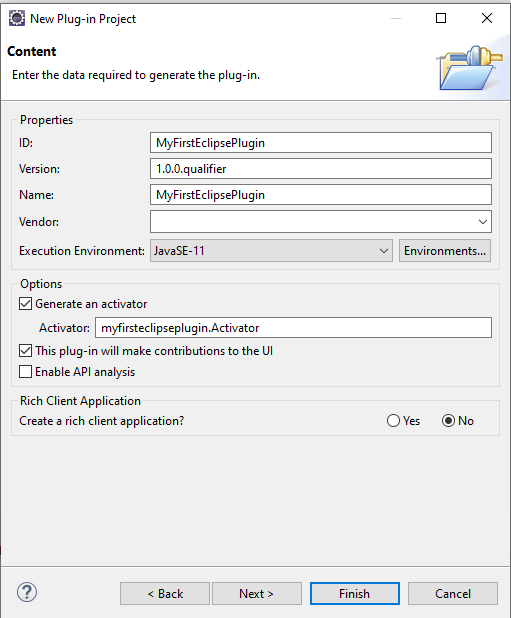 New Plug-in Project
Content
Enter the data required to generate the plug-in.
Properties
ID: MyFirstEclipsePlugin
Version: 1.0.0.qualifier
Name: MyFirstEclipsePlugin
Vendor:
Execution Environment: JavaSE-11 Environments...
Options
Generate an activator
Activator: myfirsteclipseplugin.Activator
This plug-in will make contributions to the UI
Enable API analysis
Rich Client Application
Create a rich client application? Yes No
? < Back Next > Finish Cancel